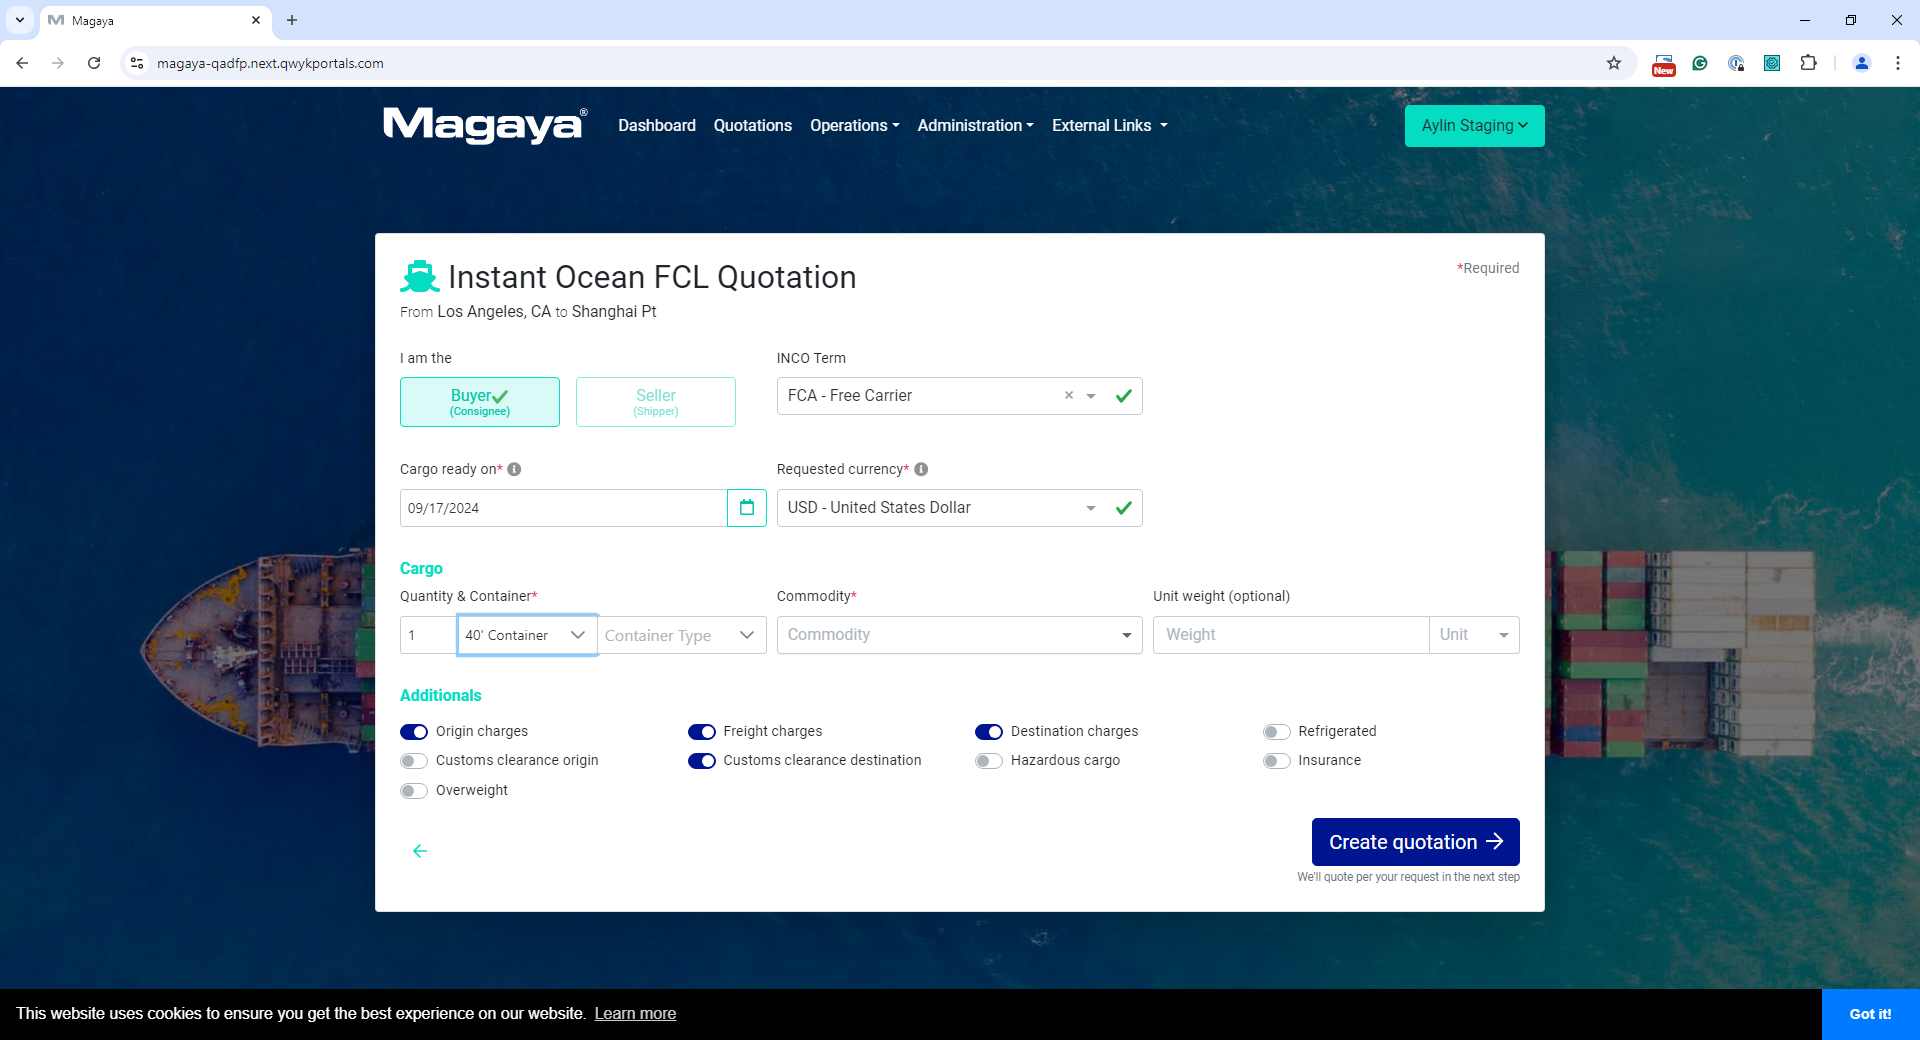 Magaya
magaya-qadfp.next.qwykportals.com
New
Magaya®
Dashboard
Quotations
Operations
Administration
External Links
Aylin Staging
Instant Ocean FCL Quotation
*Required
From Los Angeles, CA to Shanghai Pt
I am the
INCO Term
Buyer
(Consignee)
Seller
(Shipper)
FCA - Free Carrier
Cargo ready on*
Requested currency*
09/17/2024
USD - United States Dollar
Cargo
Quantity & Container*
Commodity*
Unit weight (optional)
1
40' Container
Container Type
Commodity
Weight
Unit
Additionals
Origin charges
Freight charges
Destination charges
Refrigerated
Customs clearance origin
Customs clearance destination
Hazardous cargo
Insurance
Overweight
Create quotation
We'll quote per your request in the next step
This website uses cookies to ensure you get the best experience on our website. Learn more
Got it!